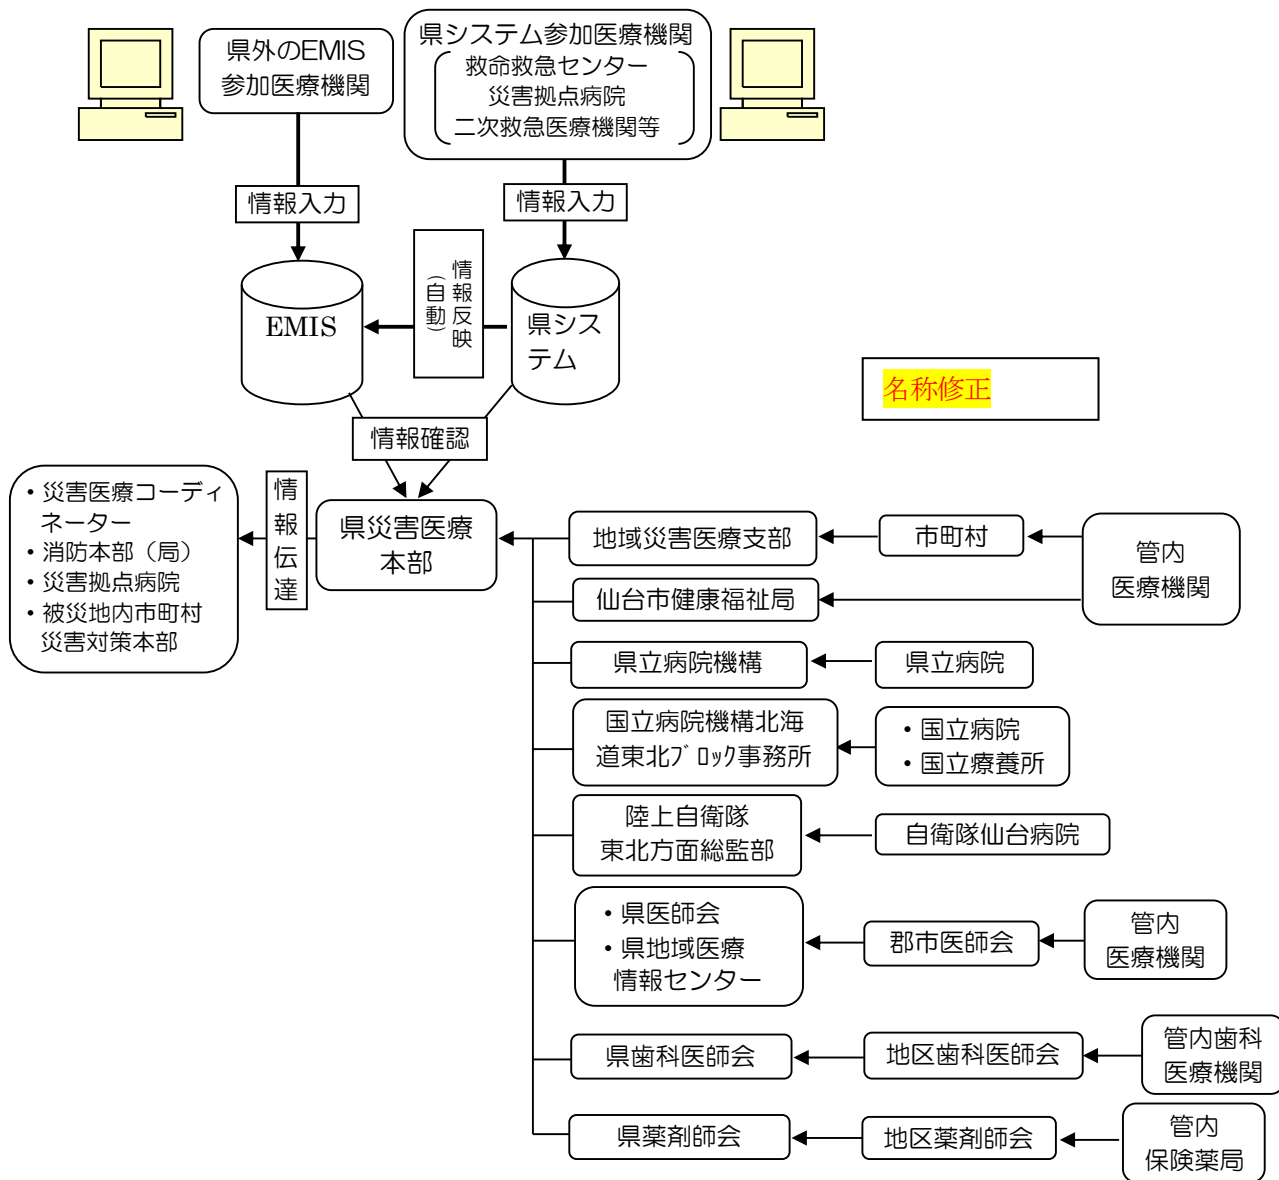 県外のEMIS
参加医療機関
県システム参加医療機関
救命救急センター
災害拠点病院
二次救急医療機関等
情報入力
情報入力
情報反映
（自動）
EMIS
県シス
テム
名称修正
情報確認
・災害医療コーディ
ネーター
・消防本部（局）
・災害拠点病院
・被災地内市町村
災害対策本部
情報伝達
県災害医療
本部
地域災害医療支部
市町村
管内
医療機関
仙台市健康福祉局
県立病院機構
県立病院
国立病院機構北海
道東北ﾌﾞﾛｯｸ事務所
・国立病院
・国立療養所
陸上自衛隊
東北方面総監部
自衛隊仙台病院
・県医師会
・県地域医療
情報センター
郡市医師会
管内
医療機関
県歯科医師会
地区歯科医師会
管内歯科
医療機関
県薬剤師会
地区薬剤師会
管内
保険薬局